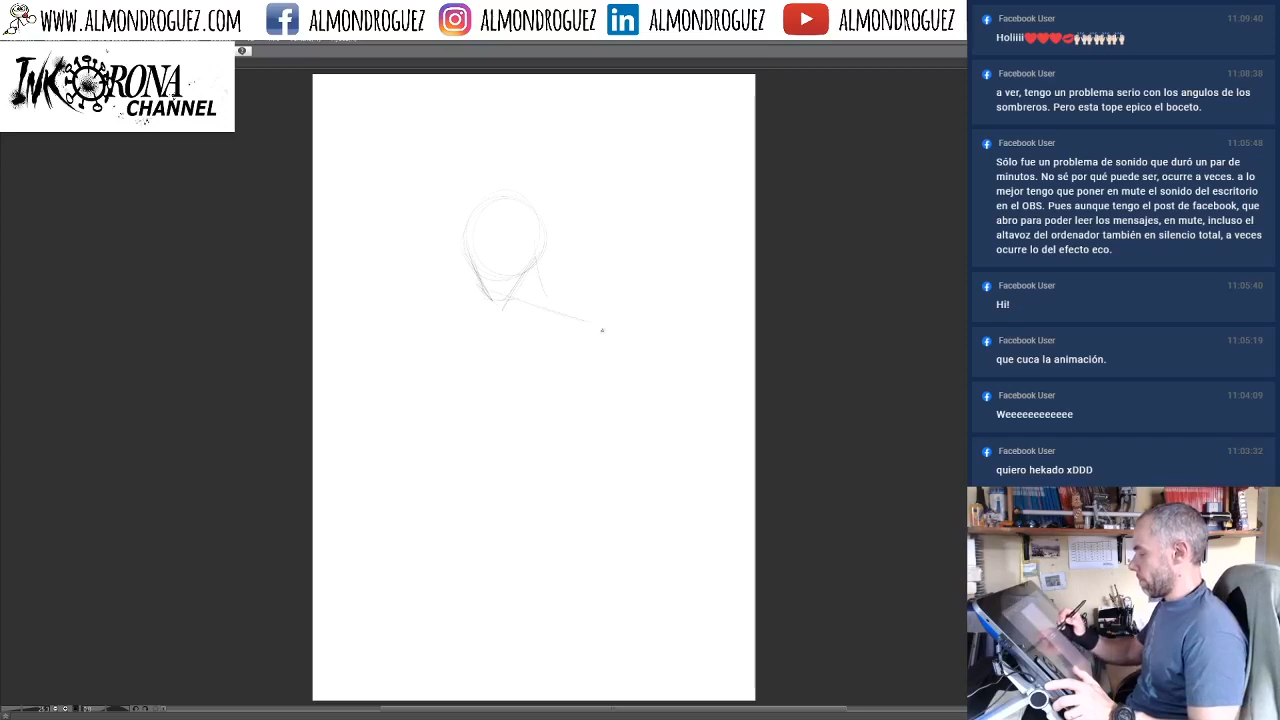 WWW.ALMONDROGUEZ.COM
ALMONDROGUEZ
ALMONDROGUEZ
ALMONDROGUEZ
ALMONDROGUEZ
INKORONA
CHANNEL
Facebook User 11:09:40
Holiiii❤️❤️❤️💋🙌🏻🙌🏻🙌🏻🙌🏻🙌🏻
Facebook User 11:08:38
a ver, tengo un problema serio con los angulos de los
sombreros. Pero esta tope epico el boceto.
Facebook User 11:05:48
Sólo fue un problema de sonido que duró un par de
minutos. No sé por qué puede ser, ocurre a veces. a lo
mejor tengo que poner en mute el sonido del escritorio
en el OBS. Pues aunque tengo el post de facebook, que
abro para poder leer los mensajes, en mute, incluso el
altavoz del ordenador también en silencio total, a veces
ocurre lo del efecto eco.
Facebook User 11:05:40
Hi!
Facebook User 11:05:19
que cuca la animación.
Facebook User 11:04:09
Weeeeeeeeeeee
Facebook User 11:03:32
quiero hekado xDDD